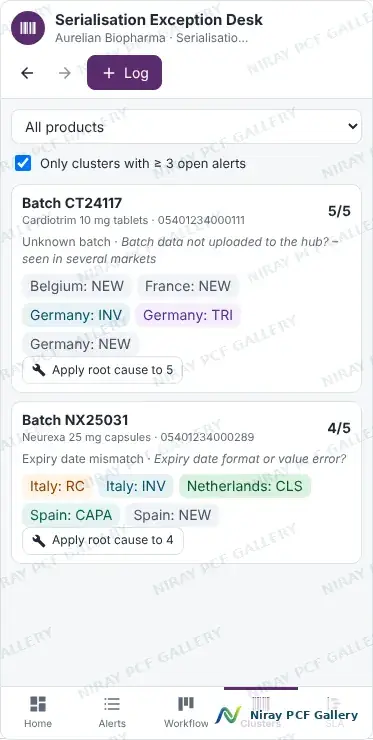 Serialisation Exception Desk
Aurelian Biopharma · Serialisatio...
+ Log
All products
Only clusters with ≥ 3 open alerts
Batch CT24117
5/5
Cardiotrim 10 mg tablets · 05401234000111
Unknown batch · Batch data not uploaded to the hub? –
seen in several markets
Belgium: NEW France: NEW
Germany: INV Germany: TRI
Germany: NEW
Apply root cause to 5
Batch NX25031
4/5
Neurexa 25 mg capsules · 05401234000289
Expiry date mismatch · Expiry date format or value error?
Italy: RC Italy: INV Netherlands: CLS
Spain: CAPA Spain: NEW
Apply root cause to 4
Home Alerts Workflow Clusters SLA
Niray PCF Gallery
NIRAY PCF GALLERY